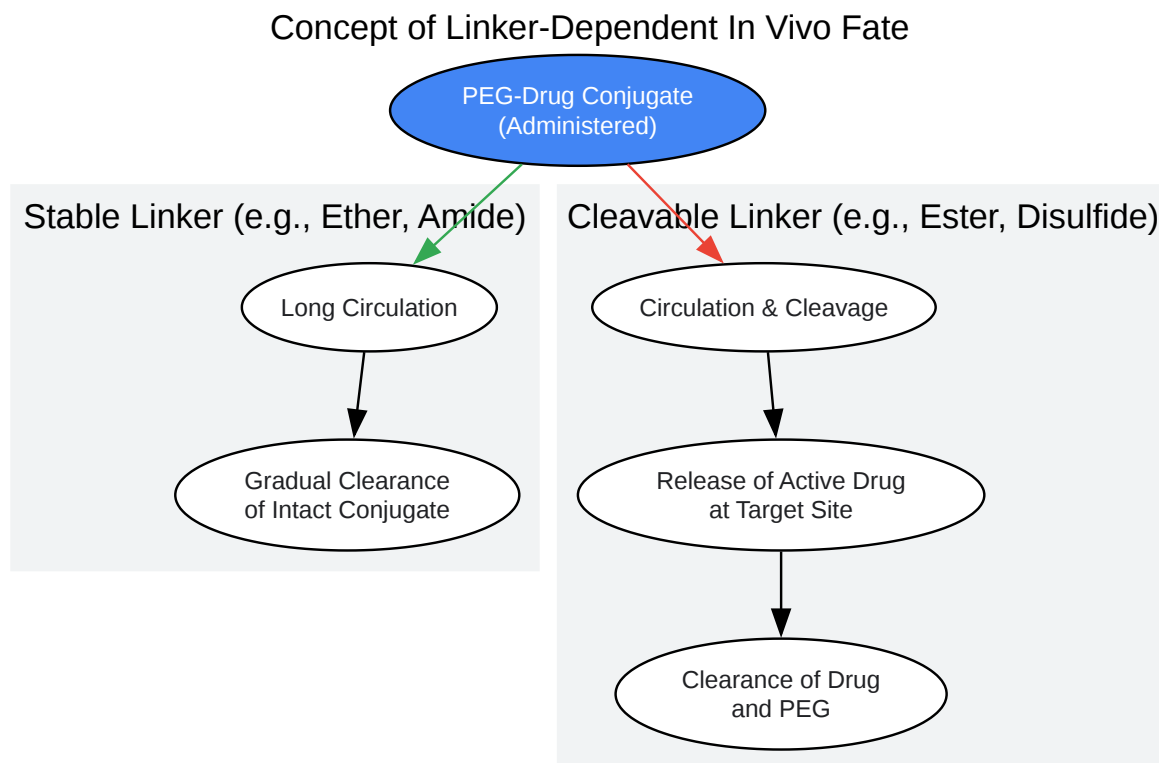 Concept of Linker-Dependent In Vivo Fate
PEG-Drug Conjugate
(Administered)
Stable Linker (e.g., Ether, Amide)
Long Circulation
Gradual Clearance
of Intact Conjugate
Cleavable Linker (e.g., Ester, Disulfide)
Circulation & Cleavage
Release of Active Drug
at Target Site
Clearance of Drug
and PEG